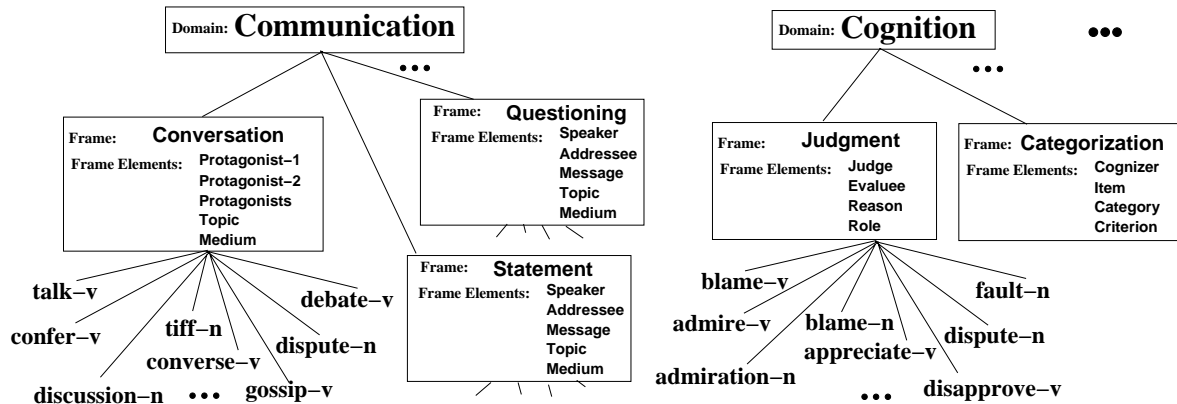 Domain: Communication
•••
Frame: Conversation
Frame Elements: Protagonist−1
Protagonist−2
Protagonists
Topic
Medium
talk−v
confer−v
discussion−n
tiff−n
converse−v
•••
gossip−v
dispute−n
debate−v
Frame: Questioning
Frame Elements: Speaker
Addressee
Message
Topic
Medium
Frame: Statement
Frame Elements: Speaker
Addressee
Message
Topic
Medium
Domain: Cognition
•••
•••
Frame: Judgment
Frame Elements: Judge
Evaluee
Reason
Role
blame−v
admire−v
admiration−n
blame−n
appreciate−v
•••
disapprove−v
dispute−n
fault−n
Frame: Categorization
Frame Elements: Cognizer
Item
Category
Criterion